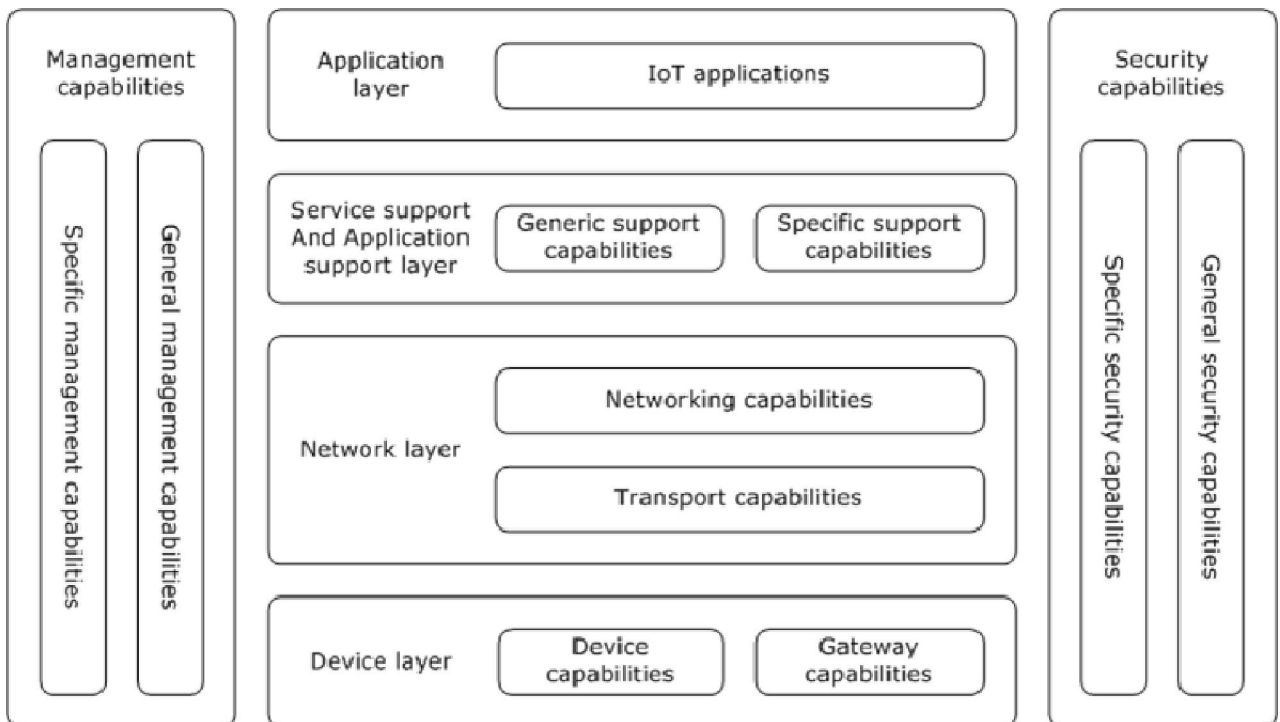 Management
capabilities
Specific management capabilities
General management capabilities
Application
layer
IoT applications
Service support
And Application
support layer
Generic support
capabilities
Specific support
capabilities
Network layer
Networking capabilities
Transport capabilities
Device layer
Device
capabilities
Gateway
capabilities
Security
capabilities
Specific security capabilities
General security capabilities